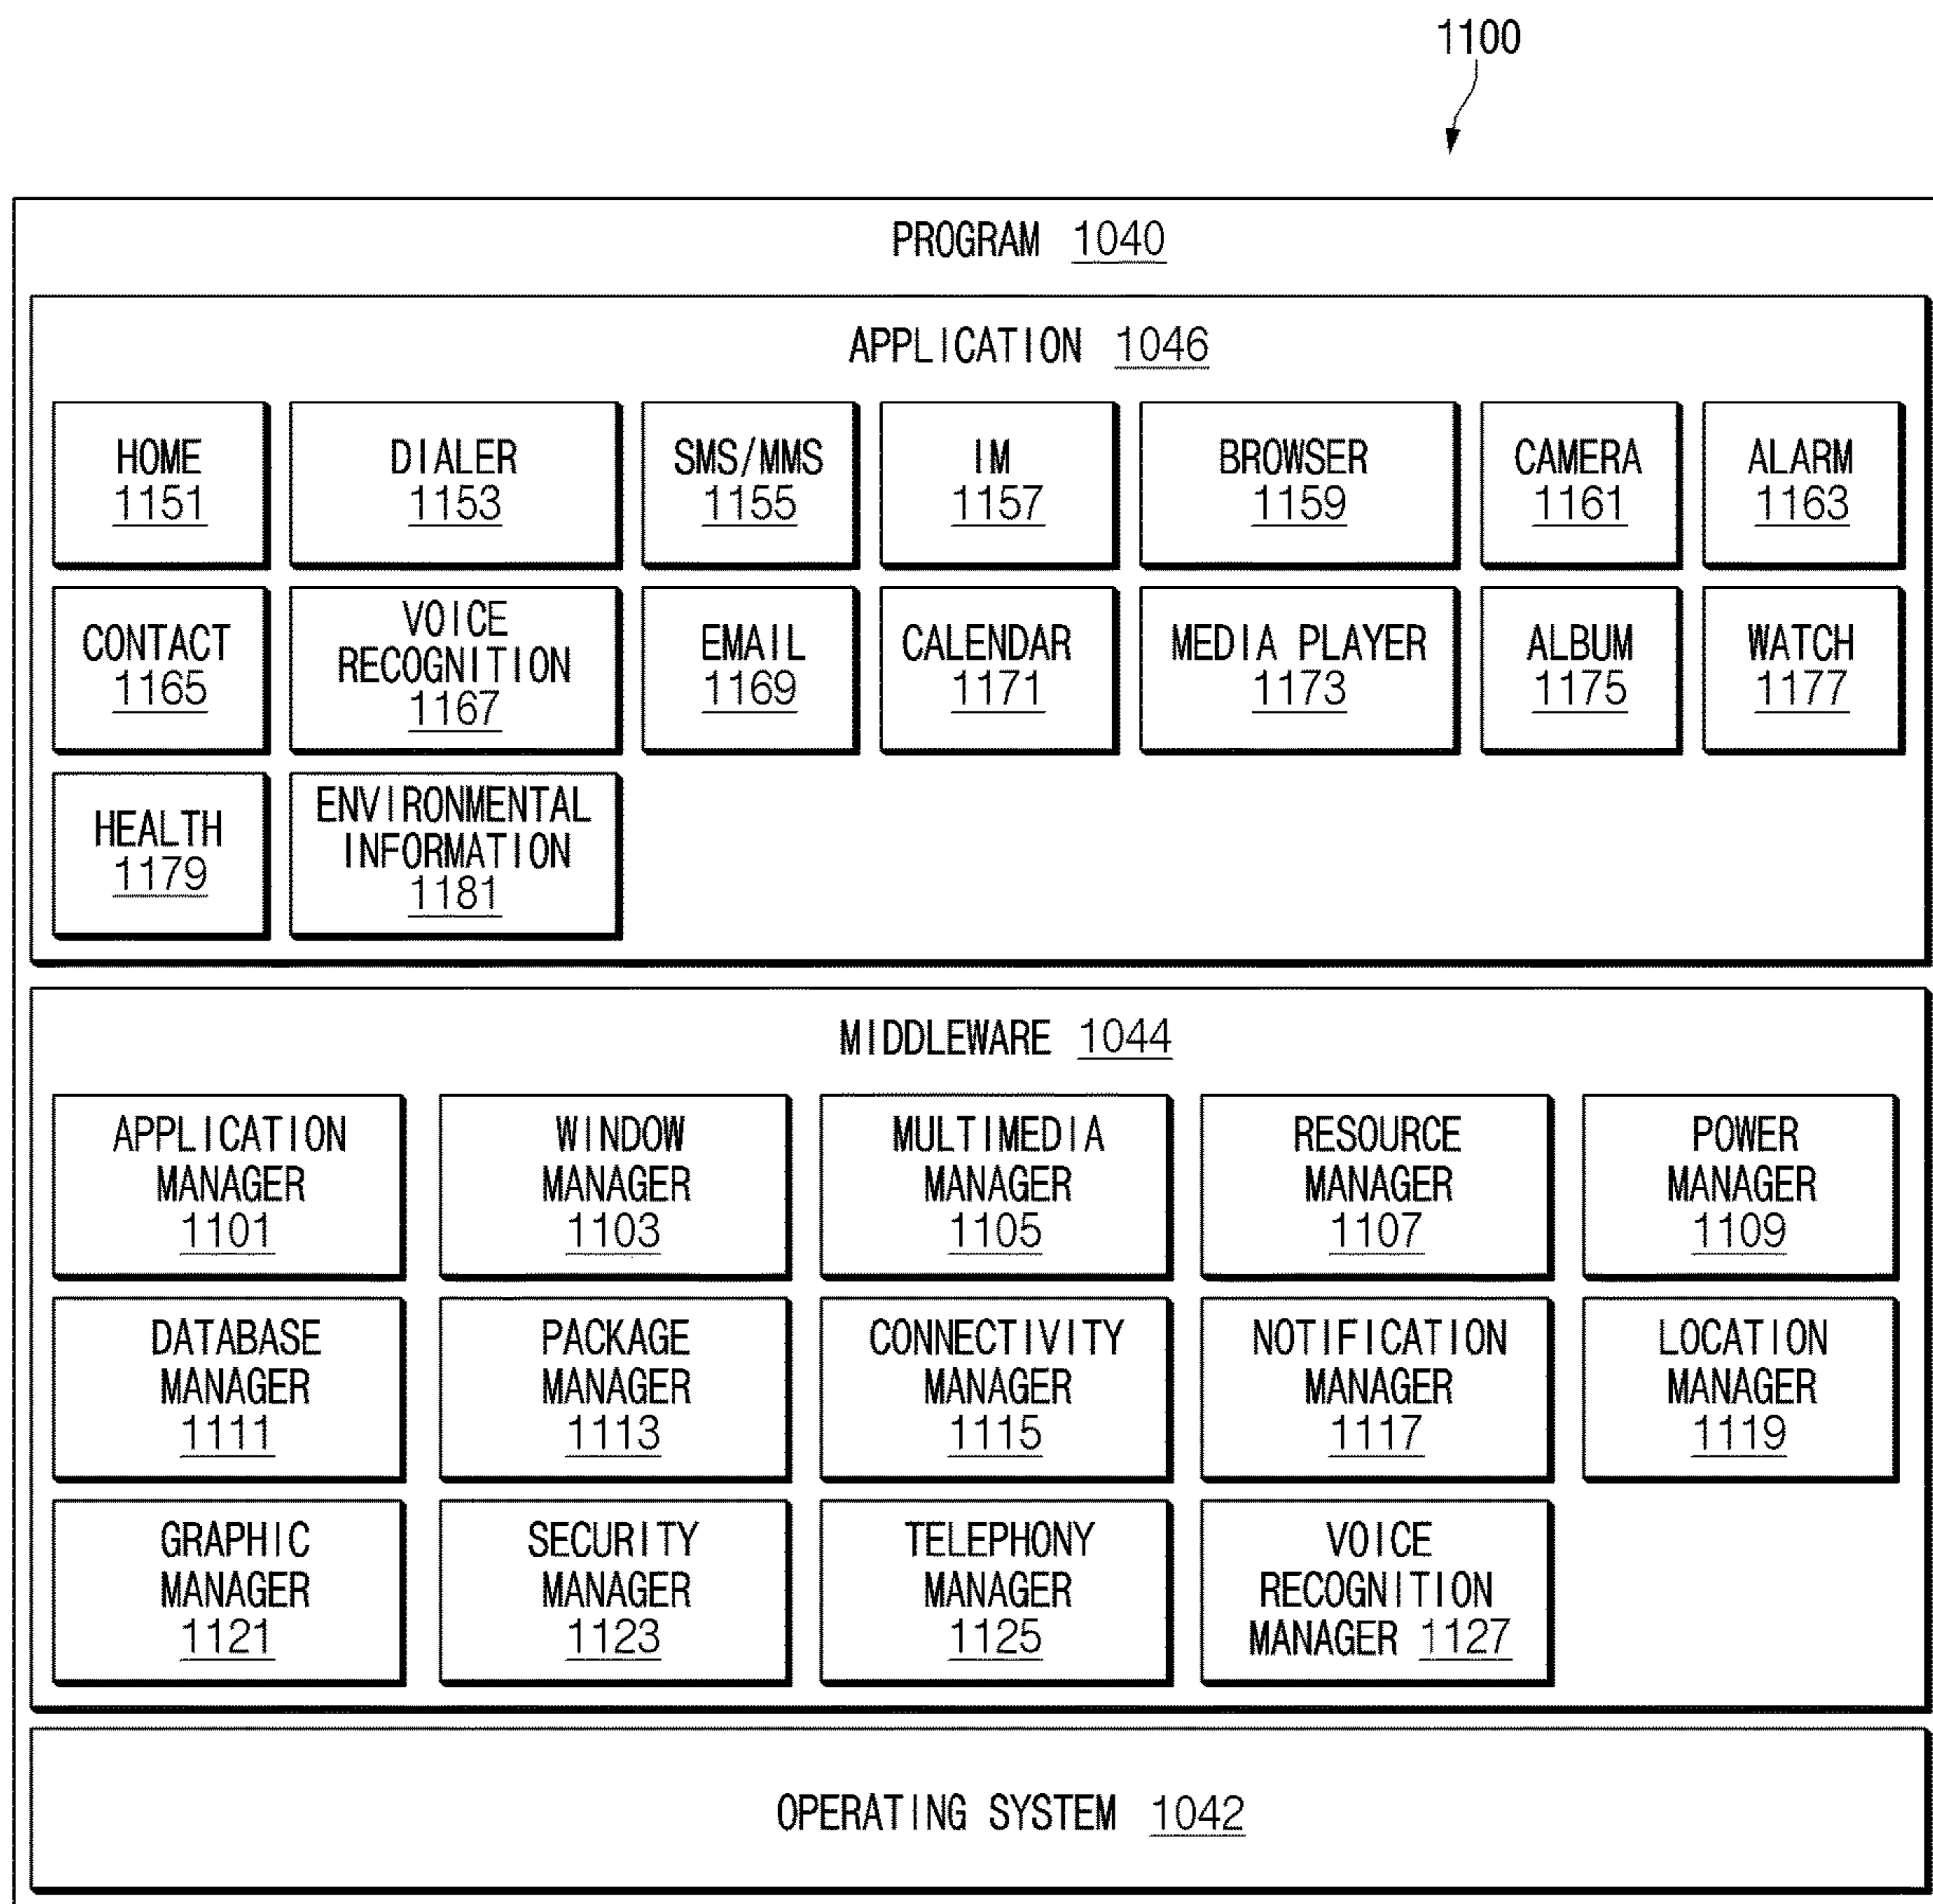 1100
PROGRAM 1040
APPLICATION 1046
HOME
1151
DIALER
1153
SMS/MMS
1155
IM
1157
BROWSER
1159
CAMERA
1161
ALARM
1163
CONTACT
1165
VOICE
RECOGNITION
1167
EMAIL
1169
CALENDAR
1171
MEDIA PLAYER
1173
ALBUM
1175
WATCH
1177
HEALTH
1179
ENVIRONMENTAL
INFORMATION
1181
MIDDLEWARE 1044
APPLICATION
MANAGER
1101
WINDOW
MANAGER
1103
MULTIMEDIA
MANAGER
1105
RESOURCE
MANAGER
1107
POWER
MANAGER
1109
DATABASE
MANAGER
1111
PACKAGE
MANAGER
1113
CONNECTIVITY
MANAGER
1115
NOTIFICATION
MANAGER
1117
LOCATION
MANAGER
1119
GRAPHIC
MANAGER
1121
SECURITY
MANAGER
1123
TELEPHONY
MANAGER
1125
VOICE
RECOGNITION
MANAGER 1127
OPERATING SYSTEM 1042